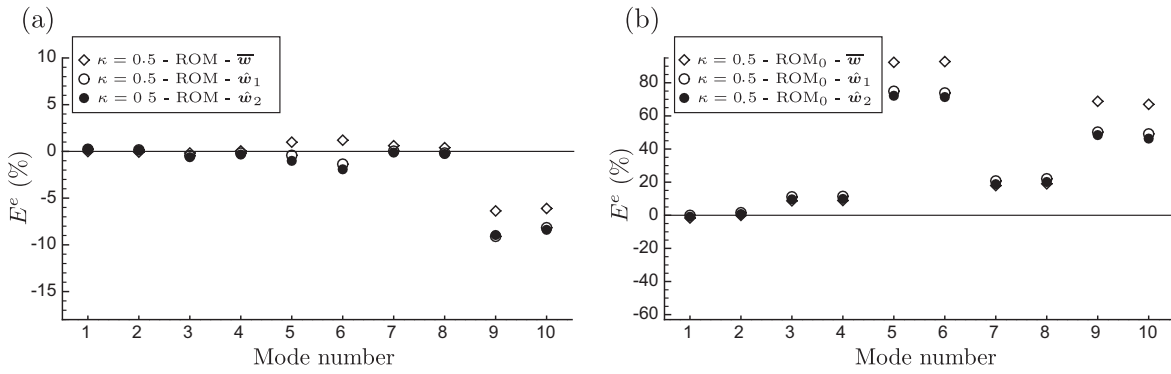 (a)
κ = 0.5 - ROM - w̅
κ = 0.5 - ROM - ŵ₁
κ = 0 5 - ROM - ŵ₂
10
5
0
-5
-10
-15
Eᵉ (%)
1 2 3 4 5 6 7 8 9 10
Mode number
(b)
κ = 0.5 - ROM₀ - w̅
κ = 0.5 - ROM₀ - ŵ₁
κ = 0.5 - ROM₀ - ŵ₂
80
60
40
20
0
-20
-40
-60
Eᵉ (%)
1 2 3 4 5 6 7 8 9 10
Mode number